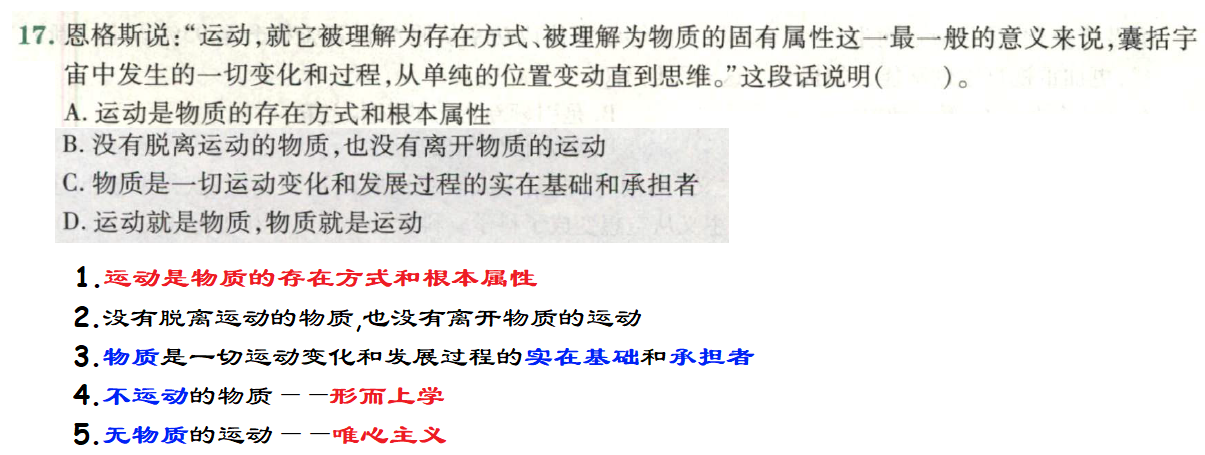 17. 恩格斯说:“运动,就它被理解为存在方式、被理解为物质的固有属性这一最一般的意义来说,囊括宇
宙中发生的一切变化和过程,从单纯的位置变动直到思维。”这段话说明(  )。
A. 运动是物质的存在方式和根本属性
B. 没有脱离运动的物质,也没有离开物质的运动
C. 物质是一切运动变化和发展过程的实在基础和承担者
D. 运动就是物质,物质就是运动
1.运动是物质的存在方式和根本属性
2.没有脱离运动的物质,也没有离开物质的运动
3.物质是一切运动变化和发展过程的实在基础和承担者
4.不运动的物质－－形而上学
5.无物质的运动－－唯心主义